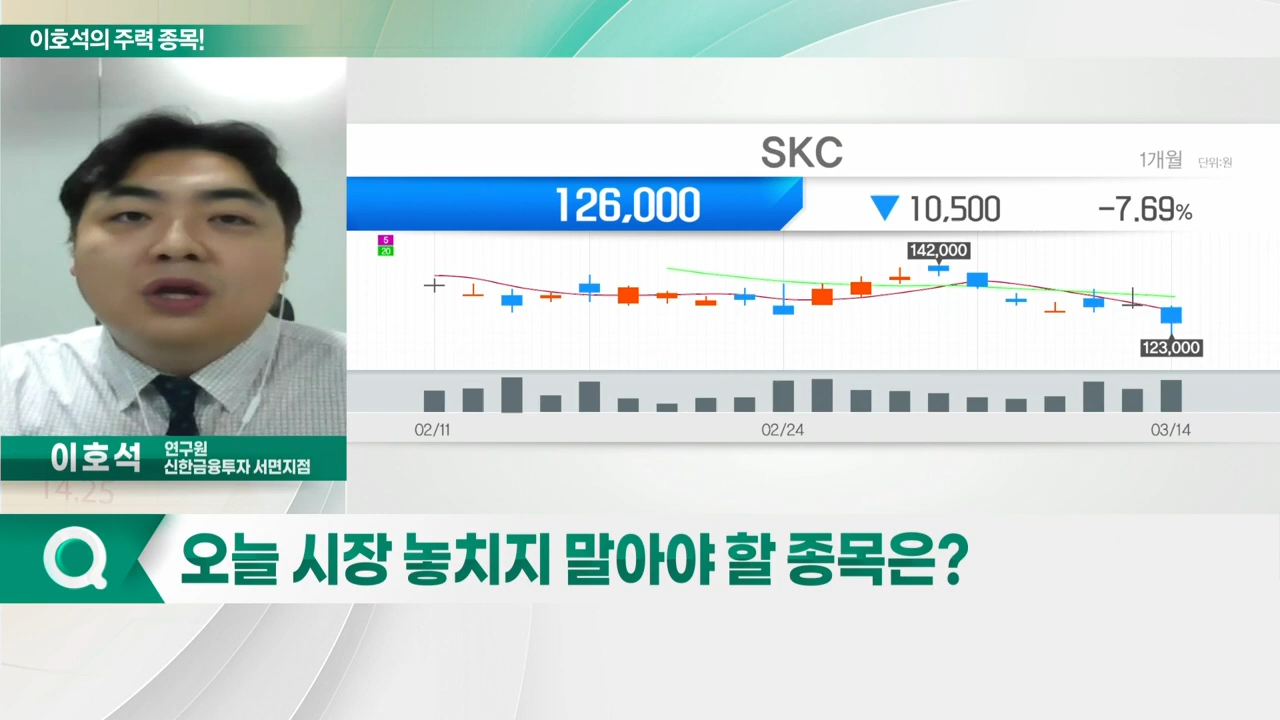 이호석의 주력 종목!
SKC
1개월 단위:원
126,000 ▼ 10,500 -7.69%
5
20
142,000
123,000
02/11 02/24 03/14
이호석 연구원
신한금융투자 서면지점
14.25
Q 오늘 시장 놓치지 말아야 할 종목은?